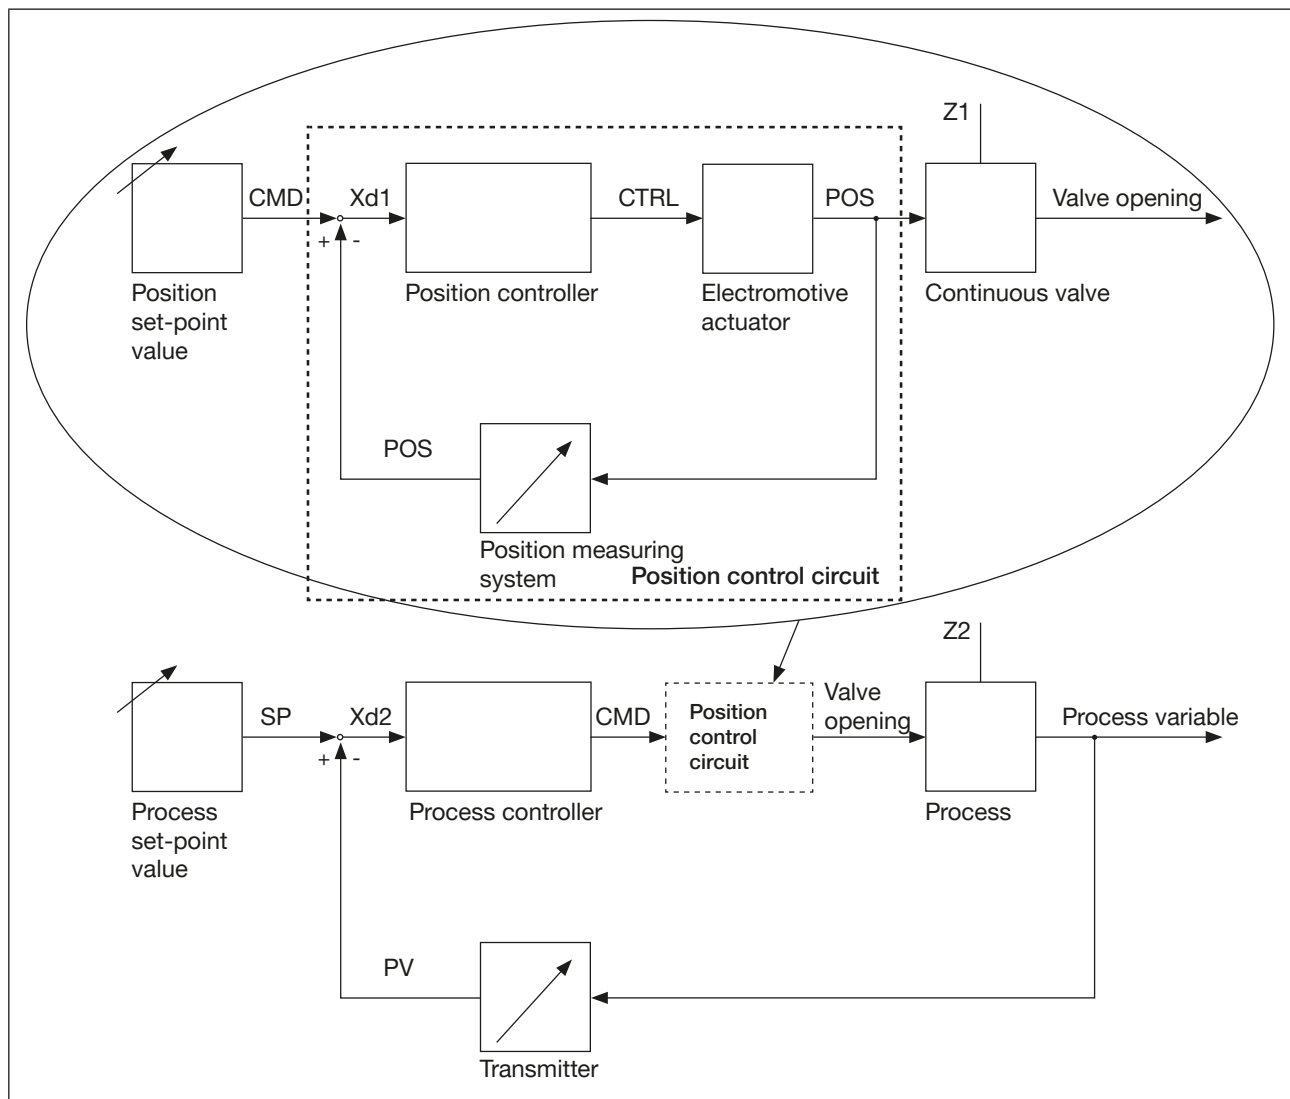 Z1
CMD
Xd1
CTRL
POS
Valve opening
+ -
Position
set-point
value
Position controller
Electromotive
actuator
Continuous valve
POS
Position measuring
system
Position control circuit
Z2
SP
Xd2
CMD
Position
control
circuit
Valve
opening
Process variable
+ -
Process
set-point
value
Process controller
Process
PV
Transmitter